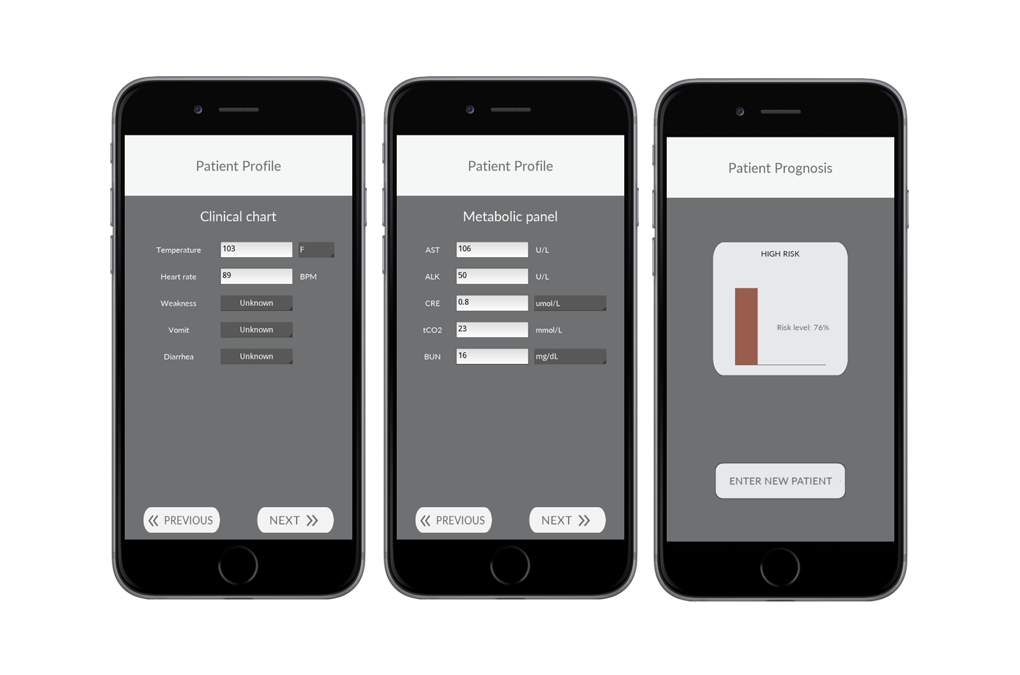 Patient Profile
Clinical chart
Temperature 103 F
Heart rate 89 BPM
Weakness Unknown
Vomit Unknown
Diarrhea Unknown
PREVIOUS NEXT
Patient Profile
Metabolic panel
AST 106 U/L
ALK 50 U/L
CRE 0.8 umol/L
tCO2 23 mmol/L
BUN 16 mg/dL
PREVIOUS NEXT
Patient Prognosis
HIGH RISK
Risk level: 76%
ENTER NEW PATIENT